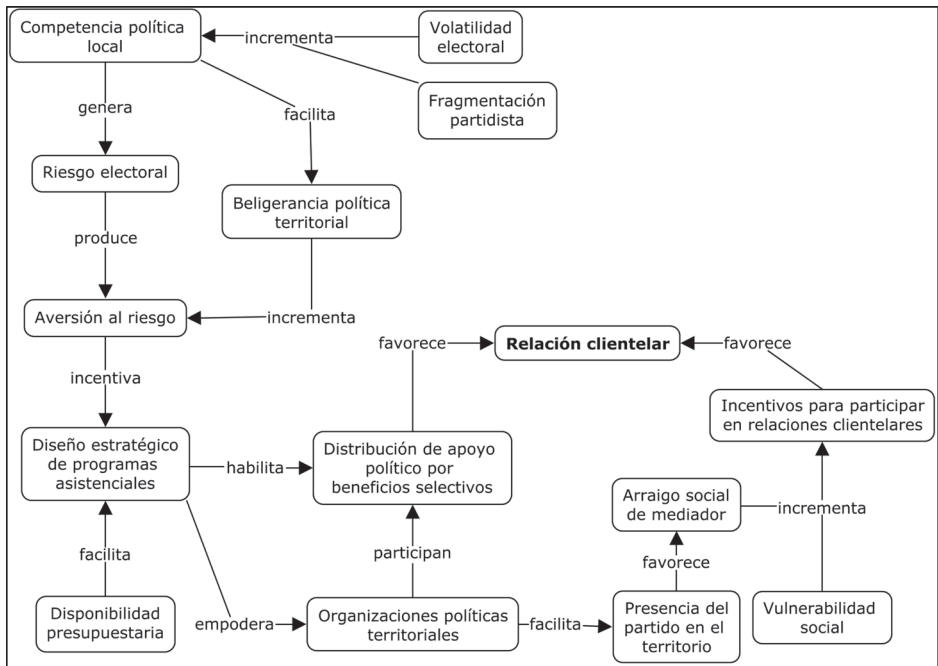 Competencia política
local
incrementa
Volatilidad
electoral
Fragmentación
partidista
genera
facilita
Riesgo electoral
Beligerancia política
territorial
produce
Aversión al riesgo
incrementa
favorece
Relación clientelar
favorece
incentiva
Incentivos para participar
en relaciones clientelares
Diseño estratégico
de programas
asistenciales
habilita
Distribución de apoyo
político por
beneficios selectivos
Arraigo social
de mediador
incrementa
facilita
participan
favorece
Disponibilidad
presupuestaria
empodera
Organizaciones políticas
territoriales
facilita
Presencia del
partido en el
territorio
Vulnerabilidad
social